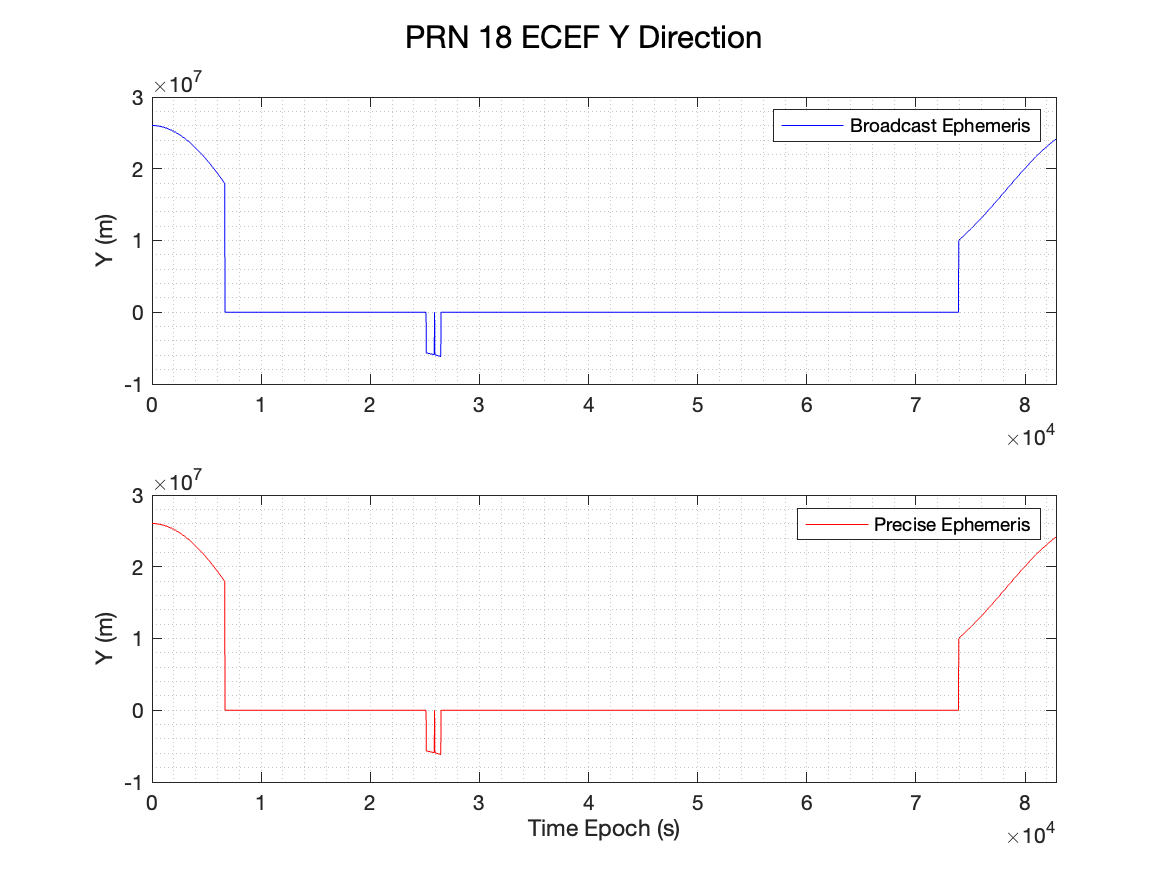 PRN 18 ECEF Y Direction
×10^7
3
2
1
0
-1
Y (m)
Broadcast Ephemeris
0 1 2 3 4 5 6 7 8
×10^4
×10^7
3
2
1
0
-1
Y (m)
Precise Ephemeris
0 1 2 3 4 5 6 7 8
Time Epoch (s)
×10^4